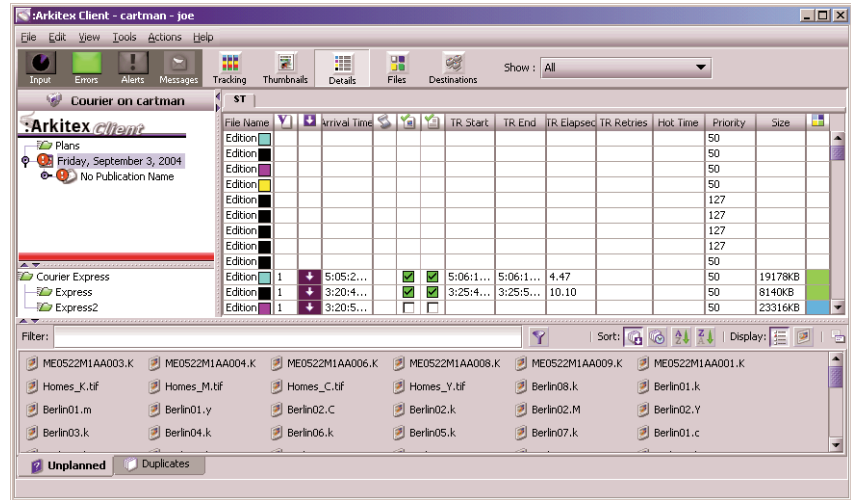 :Arkitex Client - cartman - joe
File Edit View Tools Actions Help
Input Errors Alerts Messages Tracking Thumbnails Details Files Destinations Show : All
Courier on cartman
ST
:Arkitex Client
Plans
Friday, September 3, 2004
No Publication Name
Courier Express
Express
Express2
File Name Arrival Time TR Start TR End TR Elapsec TR Retries Hot Time Priority Size
Edition 50
Edition 50
Edition 50
Edition 50
Edition 127
Edition 127
Edition 127
Edition 50
Edition 1 5:05:2... 5:06:1... 5:06:1... 4.47 50 19178KB
Edition 1 3:20:4... 3:25:4... 3:25:5... 10.10 50 8140KB
Edition 1 3:20:5... 50 23316KB
Filter: Sort: Display:
ME0522M1AA003.K ME0522M1AA004.K ME0522M1AA006.K ME0522M1AA008.K ME0522M1AA009.K ME0522M1AA001.K
Homes_K.tif Homes_M.tif Homes_C.tif Homes_Y.tif Berlin08.k Berlin01.k
Berlin01.m Berlin01.y Berlin02.C Berlin02.k Berlin02.M Berlin02.Y
Berlin03.k Berlin04.k Berlin06.k Berlin05.k Berlin07.k Berlin01.c
Unplanned Duplicates